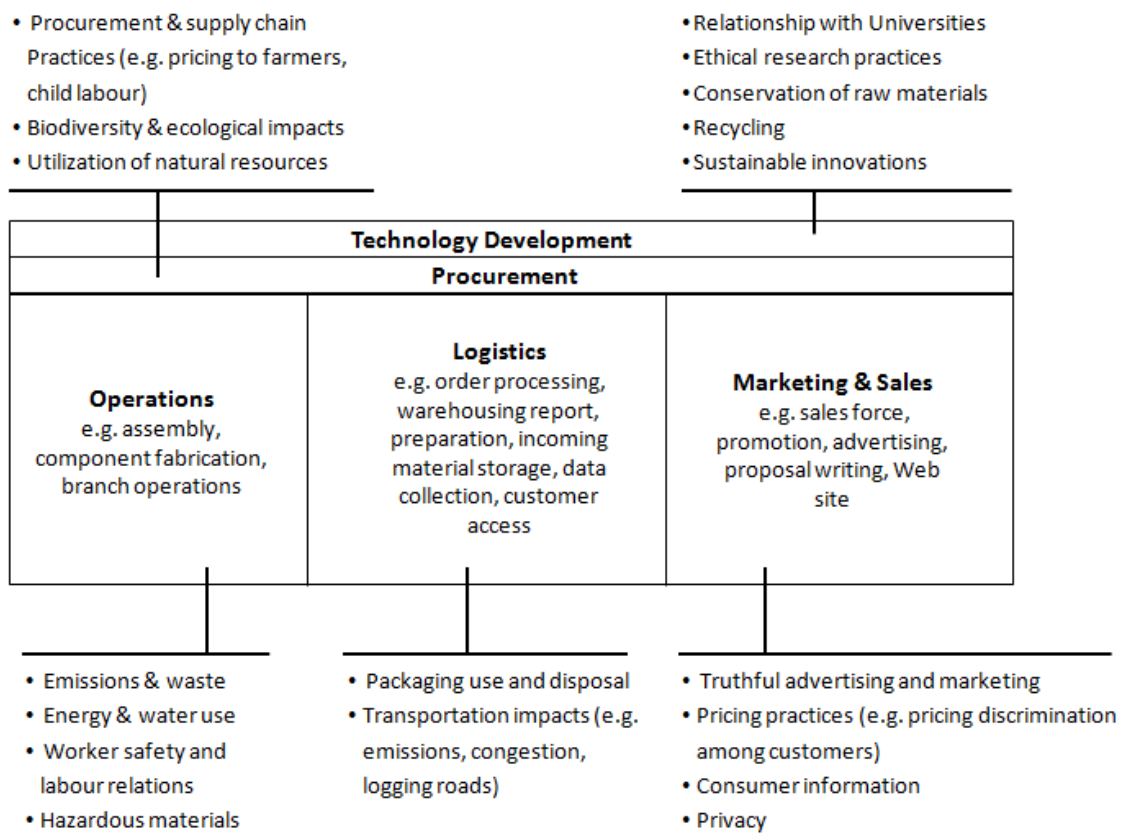 • Procurement & supply chain
Practices (e.g. pricing to farmers,
child labour)
• Biodiversity & ecological impacts
• Utilization of natural resources
• Relationship with Universities
• Ethical research practices
• Conservation of raw materials
• Recycling
• Sustainable innovations
Technology Development
Procurement
Operations
e.g. assembly,
component fabrication,
branch operations
Logistics
e.g. order processing,
warehousing report,
preparation, incoming
material storage, data
collection, customer
access
Marketing & Sales
e.g. sales force,
promotion, advertising,
proposal writing, Web
site
• Emissions & waste
• Energy & water use
• Worker safety and
labour relations
• Hazardous materials
• Packaging use and disposal
• Transportation impacts (e.g.
emissions, congestion,
logging roads)
• Truthful advertising and marketing
• Pricing practices (e.g. pricing discrimination
among customers)
• Consumer information
• Privacy